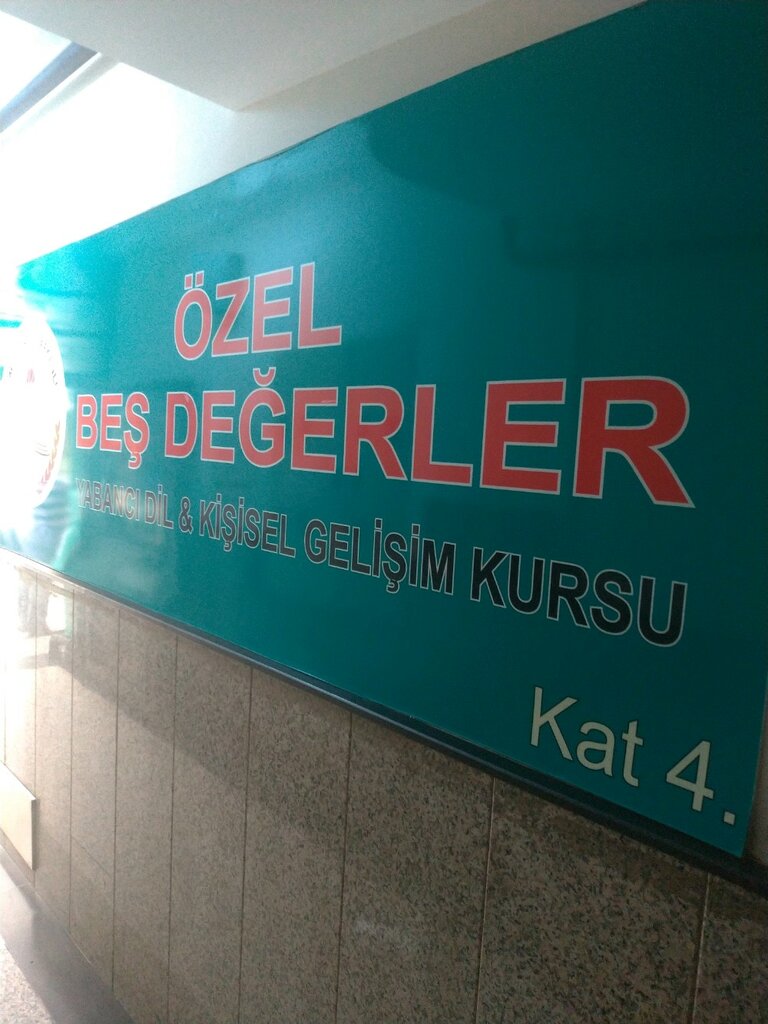 ÖZEL
BEŞ DEĞERLER
YABANCI DİL & KİŞİSEL GELİŞİM KURSU
Kat 4.